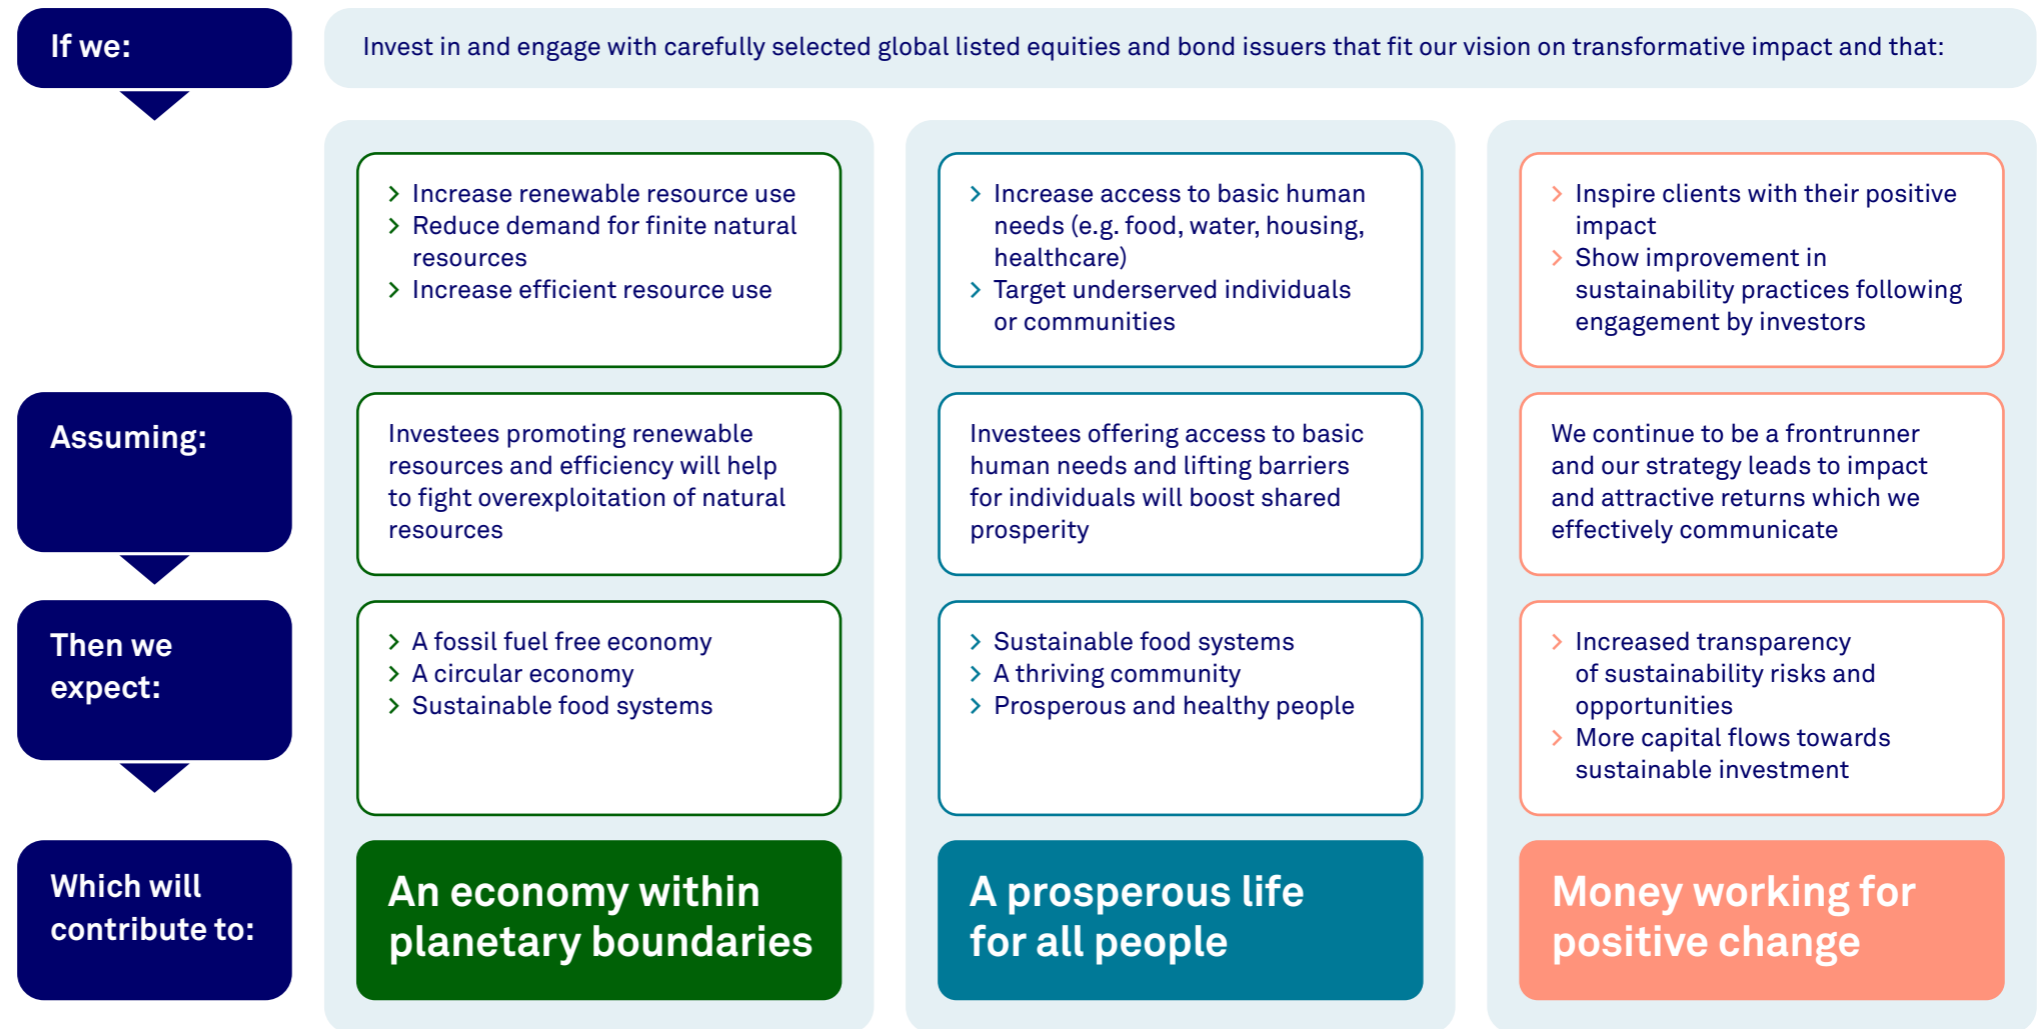 If we:
Invest in and engage with carefully selected global listed equities and bond issuers that fit our vision on transformative impact and that:
> Increase renewable resource use
> Reduce demand for finite natural
resources
> Increase efficient resource use
> Increase access to basic human
needs (e.g. food, water, housing,
healthcare)
> Target underserved individuals
or communities
> Inspire clients with their positive
impact
> Show improvement in
sustainability practices following
engagement by investors
Assuming:
Investees promoting renewable
resources and efficiency will help
to fight overexploitation of natural
resources
Investees offering access to basic
human needs and lifting barriers
for individuals will boost shared
prosperity
We continue to be a frontrunner
and our strategy leads to impact
and attractive returns which we
effectively communicate
Then we
expect:
> A fossil fuel free economy
> A circular economy
> Sustainable food systems
> Sustainable food systems
> A thriving community
> Prosperous and healthy people
> Increased transparency
of sustainability risks and
opportunities
> More capital flows towards
sustainable investment
Which will
contribute to:
An economy within
planetary boundaries
A prosperous life
for all people
Money working for
positive change